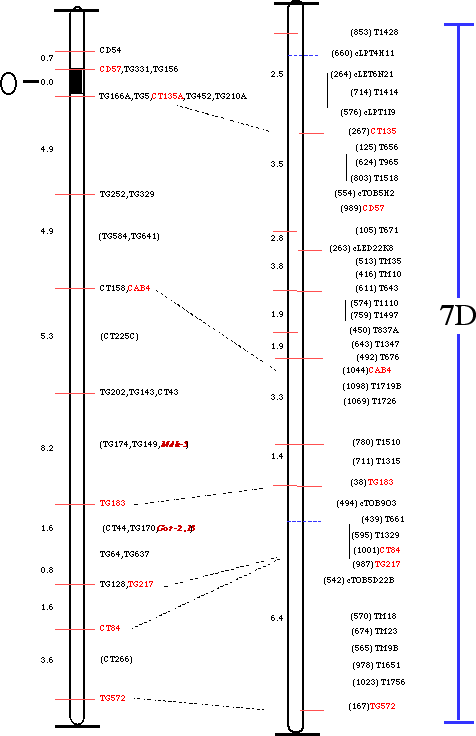 0.7
CD54
CD57,TG331,TG156
O
0.0
TG166A,TG5,CT135A,TG452,TG210A
4.9
TG252,TG329
4.9
(TG584,TG641)
CT158,CAB4
5.3
(CT225C)
TG202,TG143,CT43
8.2
(TG174,TG149,
TG183
1.6
(CT44,TG170,Got-2,
TG64,TG637
0.8
TG128,TG217
1.6
CT84
3.6
(CT266)
TG572
(853) T1428
(660) cLPT4H11
2.5
(264) cLET6N21
(714) T1414
(576) cLPT1I9
(267) CT135
(125) T656
3.5
(624) T965
(803) T1518
(554) cTOB5H2
(989)CD57
(105) T671
2.8
(263) cLED22K8
3.8
(513) TM35
(416) TM10
(611) T643
(574) T1110
1.9
(759) T1497
(450) T837A
1.9
(643) T1347
(492) T676
(1044)CAB4
(1098) T1719B
3.3
(1069) T1726
(780) T1510
1.4
(711) T1315
(38) TG183
(494) cTOB9O3
(439) T661
(595) T1329
(1001)CT84
(987)TG217
(542) cTOB5D22B
6.4
(570) TM18
(674) TM23
(565) TM9B
(978) T1651
(1023) T1756
(167)TG572
7D